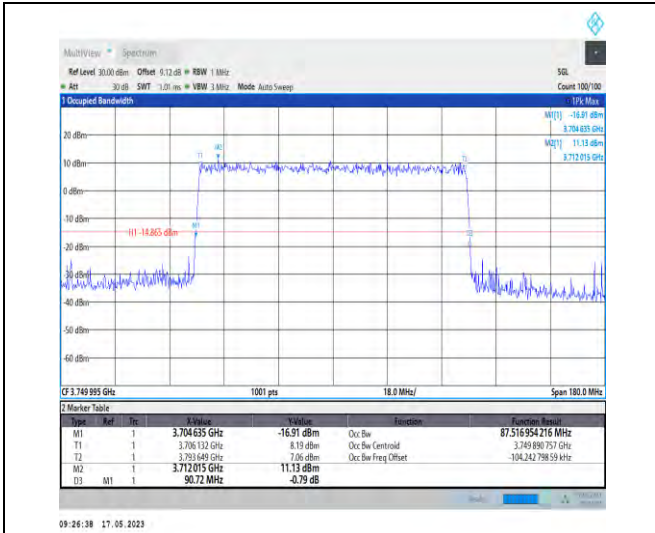 MultiView Spectrum
Ref Level 30.00 dBm Offset 9.12 dB RBW 1 MHz SGL
Att 30 dB SWT 1.01 ms VBW 3 MHz Mode Auto Sweep Count 100/100
1 Occupied Bandwidth 1Pk Max
M1[1] -16.91 dBm
3.704 635 GHz
M2[1] 11.13 dBm
3.712 015 GHz
20 dBm
T1 M2 T2
10 dBm
0 dBm
-10 dBm
M1
H1 -14.865 dBm
D3
-20 dBm
-30 dBm
-40 dBm
-50 dBm
-60 dBm
CF 3.749 995 GHz 1001 pts 18.0 MHz/ Span 180.0 MHz
2 Marker Table
Type Ref Trc X-Value Y-Value Function Function Result
M1 1 3.704 635 GHz -16.91 dBm Occ Bw 87.516 954 216 MHz
T1 1 3.706 132 GHz 8.19 dBm Occ Bw Centroid 3.749 890 757 GHz
T2 1 3.793 649 GHz 7.06 dBm Occ Bw Freq Offset -104.242 798 59 kHz
M2 1 3.712 015 GHz 11.13 dBm
D3 M1 1 90.72 MHz -0.79 dB
09:26:38 17.05.2023